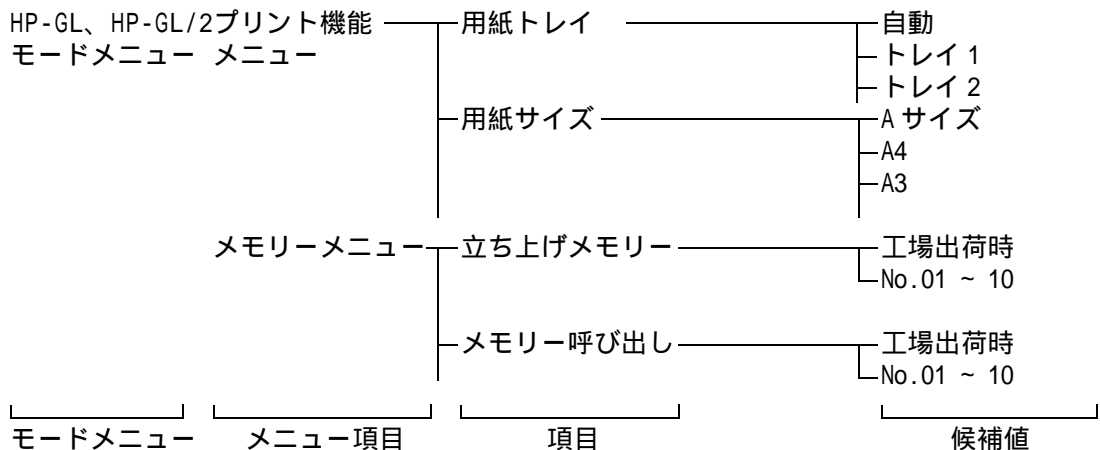 HP-GL、HP-GL/2プリント機能 用紙トレイ 自動
モードメニュー メニュー トレイ1
トレイ2
用紙サイズ Aサイズ
A4
A3
メモリーメニュー 立ち上げメモリー 工場出荷時
No.01 ~ 10
メモリー呼び出し 工場出荷時
No.01 ~ 10
モードメニュー メニュー項目 項目 候補値